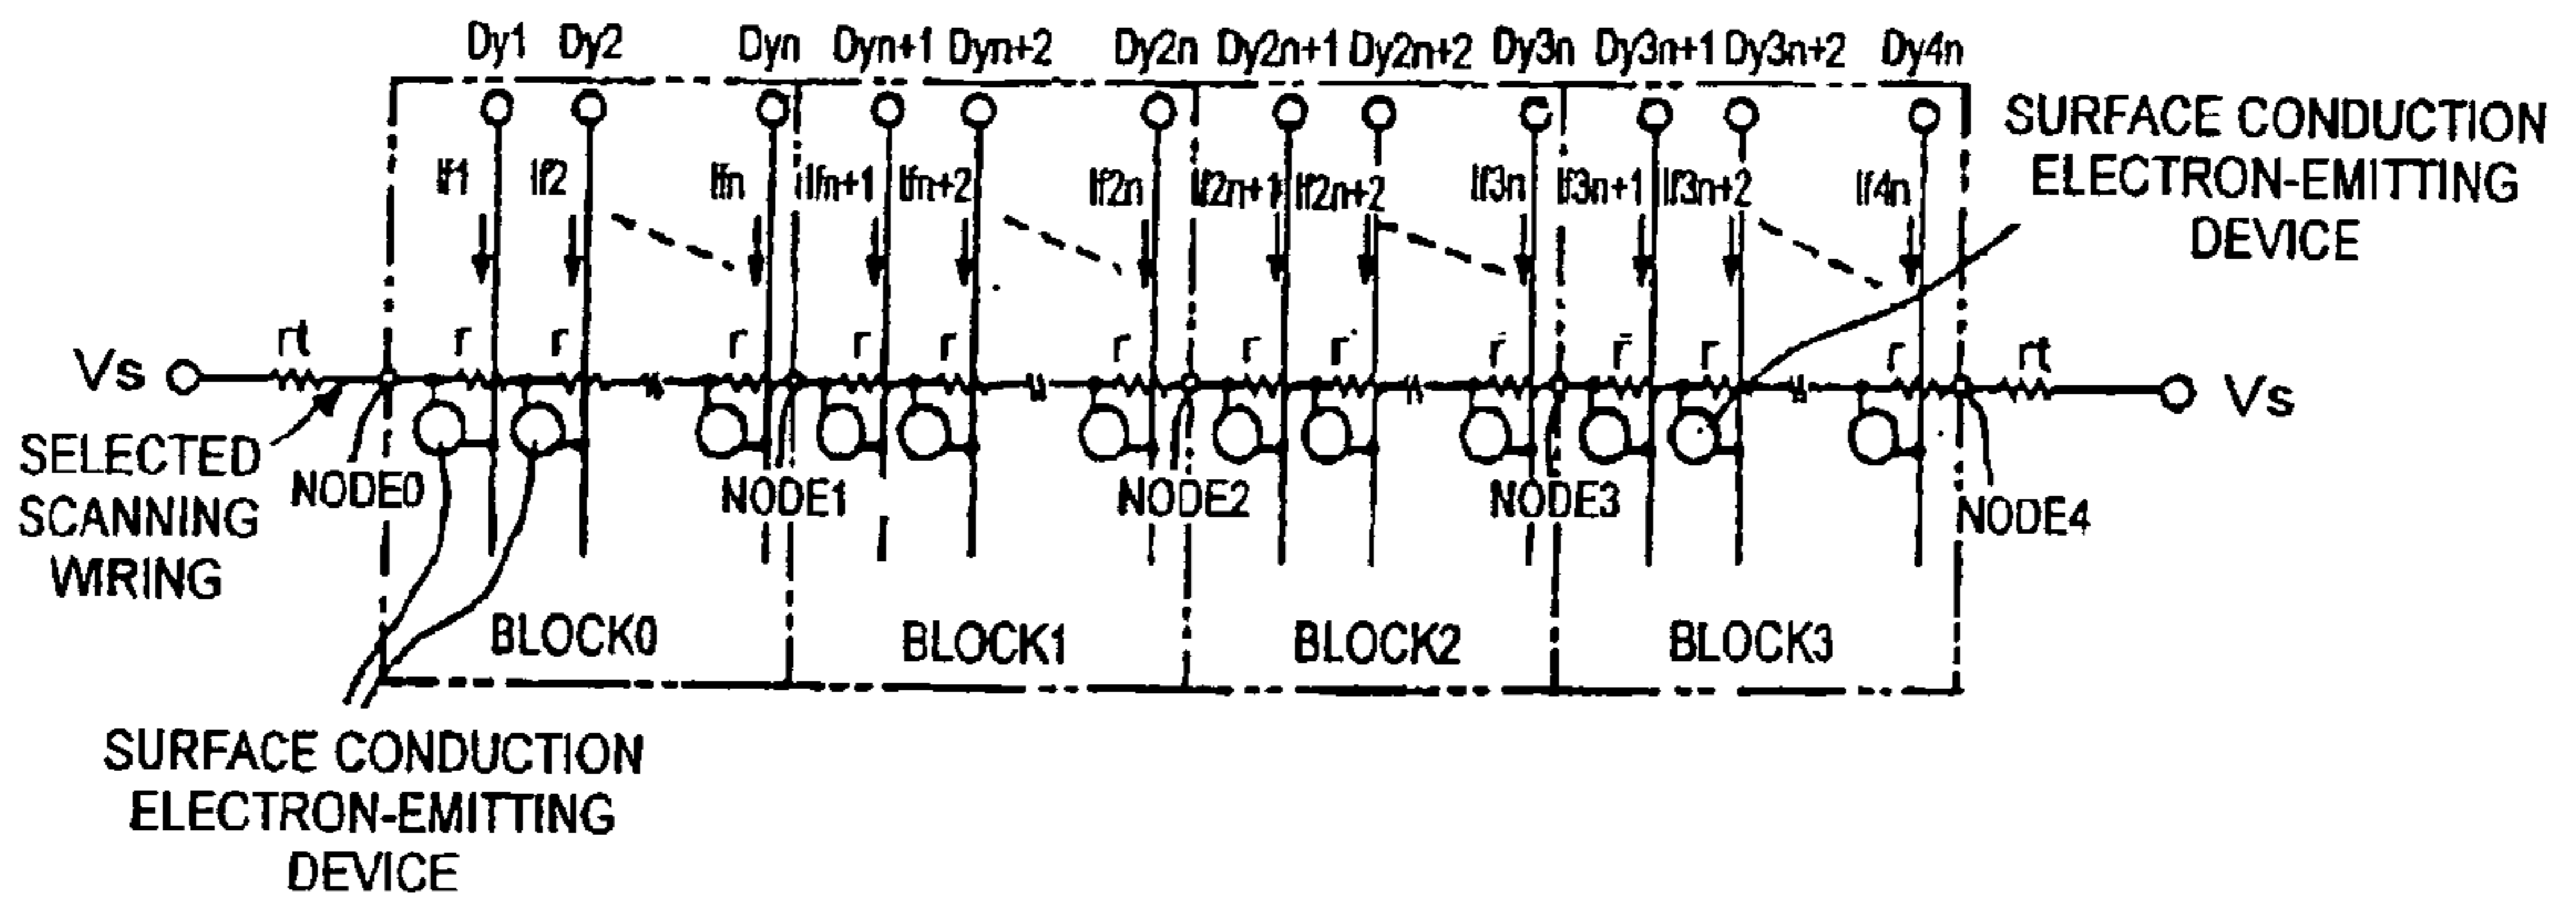 Dy1 Dy2 Dyn Dyn+1 Dyn+2 Dy2n Dy2n+1 Dy2n+2 Dy3n Dy3n+1 Dy3n+2 Dy4n
If1 If2 Ifn Ifn+1 Ifn+2 If2n If2n+1 If2n+2 If3n If3n+1 If3n+2 If4n
SURFACE CONDUCTION
ELECTRON-EMITTING
DEVICE
Vs rt r r r r r r r r r r r r rt Vs
SELECTED
SCANNING
WIRING
NODE0 NODE1 NODE2 NODE3 NODE4
BLOCK0 BLOCK1 BLOCK2 BLOCK3
SURFACE CONDUCTION
ELECTRON-EMITTING
DEVICE